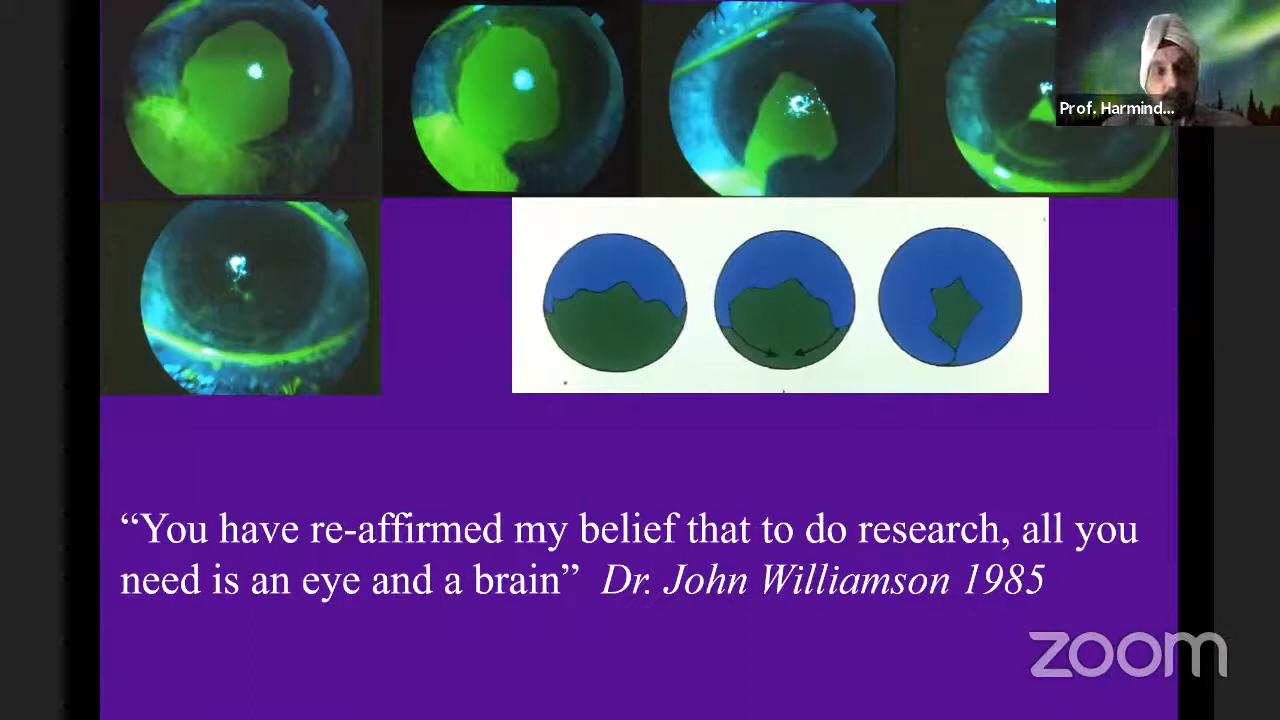 Prof. Harmind...
“You have re-affirmed my belief that to do research, all you
need is an eye and a brain” Dr. John Williamson 1985
zoom